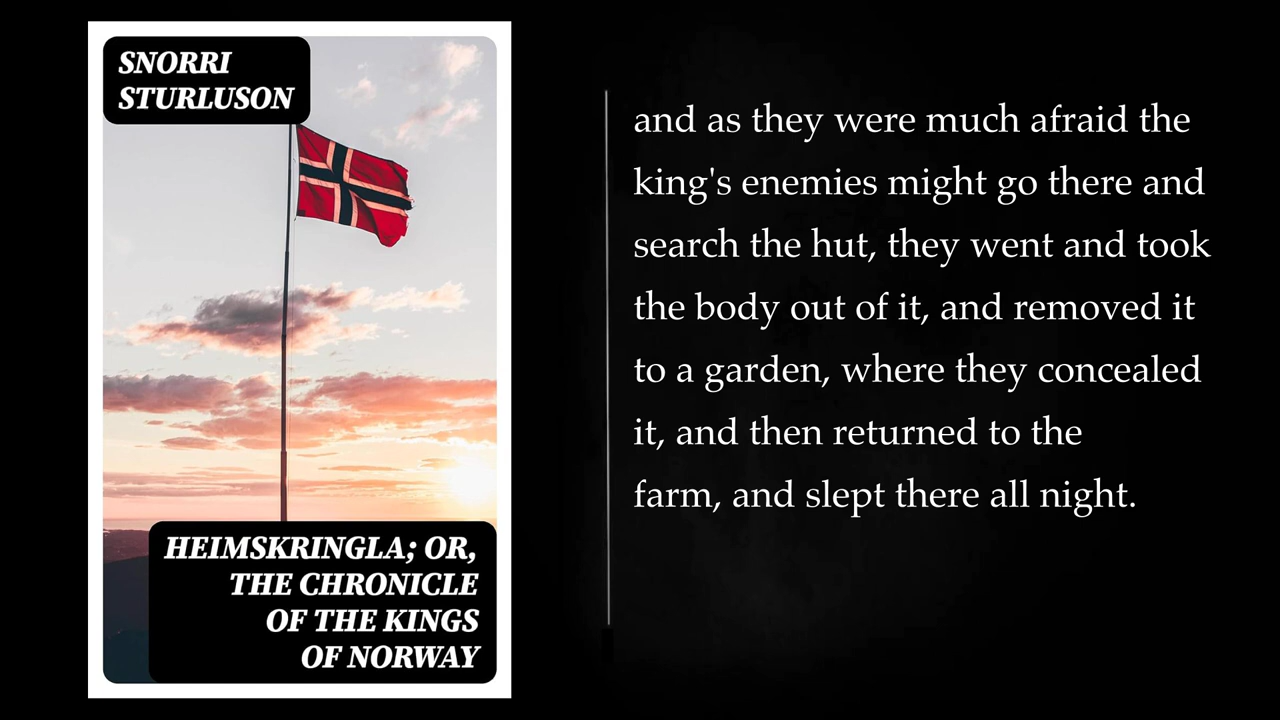 SNORRI
STURLUSON
HEIMSKRINGLA; OR,
THE CHRONICLE
OF THE KINGS
OF NORWAY
and as they were much afraid the
king's enemies might go there and
search the hut, they went and took
the body out of it, and removed it
to a garden, where they concealed
it, and then returned to the
farm, and slept there all night.